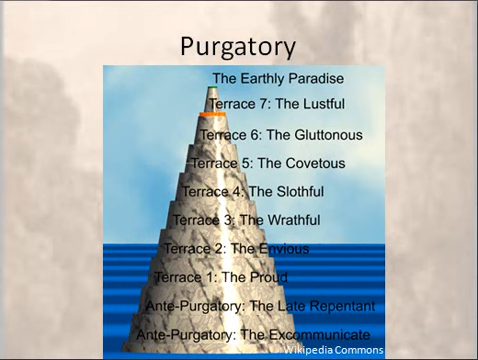 Purgatory
The Earthly Paradise
Terrace 7: The Lustful
Terrace 6: The Gluttonous
Terrace 5: The Covetous
Terrace 4: The Slothful
Terrace 3: The Wrathful
Terrace 2: The Envious
Terrace 1: The Proud
Ante-Purgatory: The Late Repentant
Ante-Purgatory: The Excommunicate
Wikipedia Commons